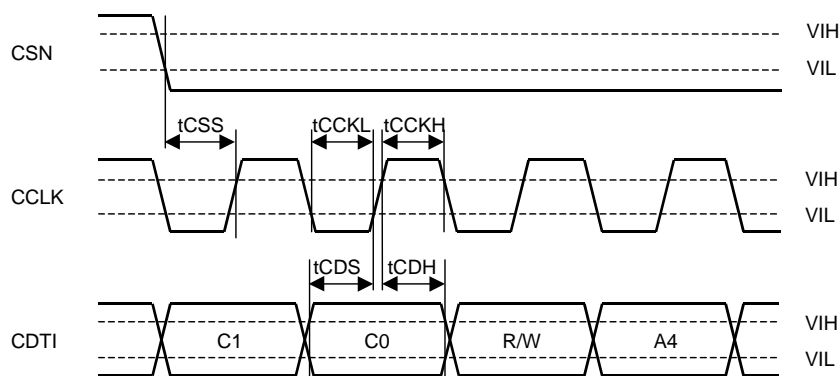 VIH
CSN
VIL
tCSS tCCKL tCCKH
VIH
CCLK
VIL
tCDS tCDH
VIH
CDTI C1 C0 R/W A4
VIL